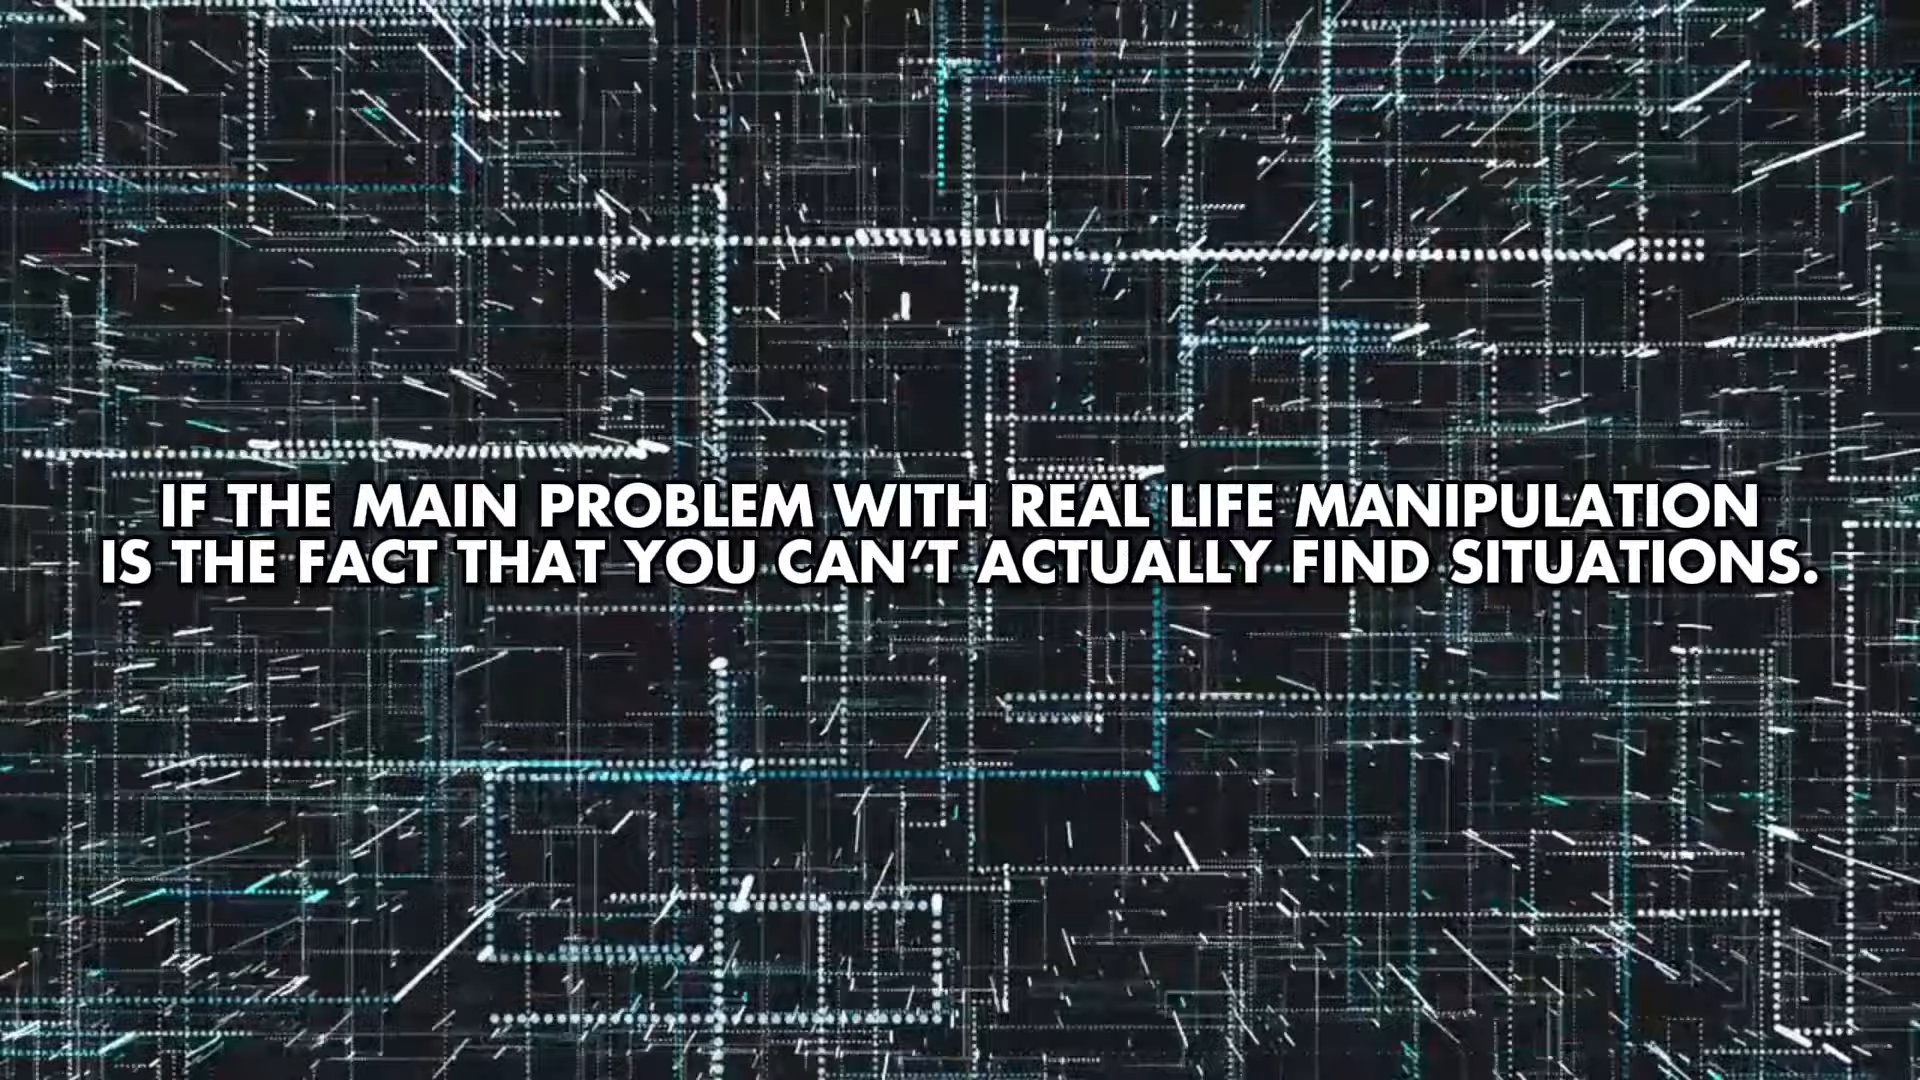 IF THE MAIN PROBLEM WITH REAL LIFE MANIPULATION
IS THE FACT THAT YOU CAN'T ACTUALLY FIND SITUATIONS.